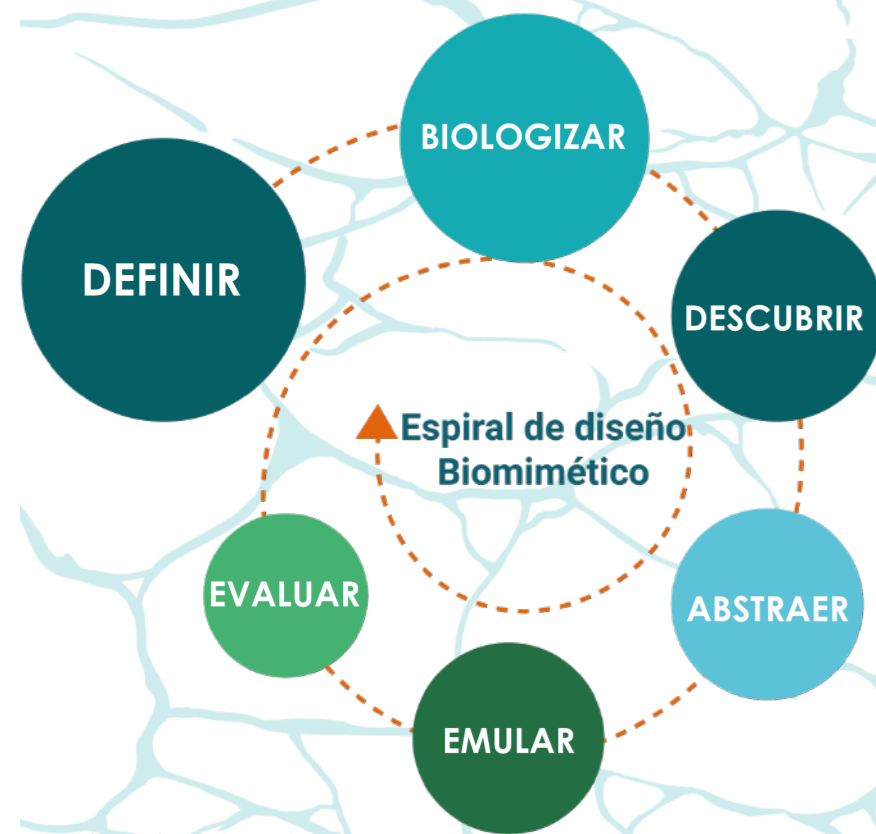 DEFINIR
BIOLOGIZAR
DESCUBRIR
ABSTRAER
EMULAR
EVALUAR
Espiral de diseño
Biomimético